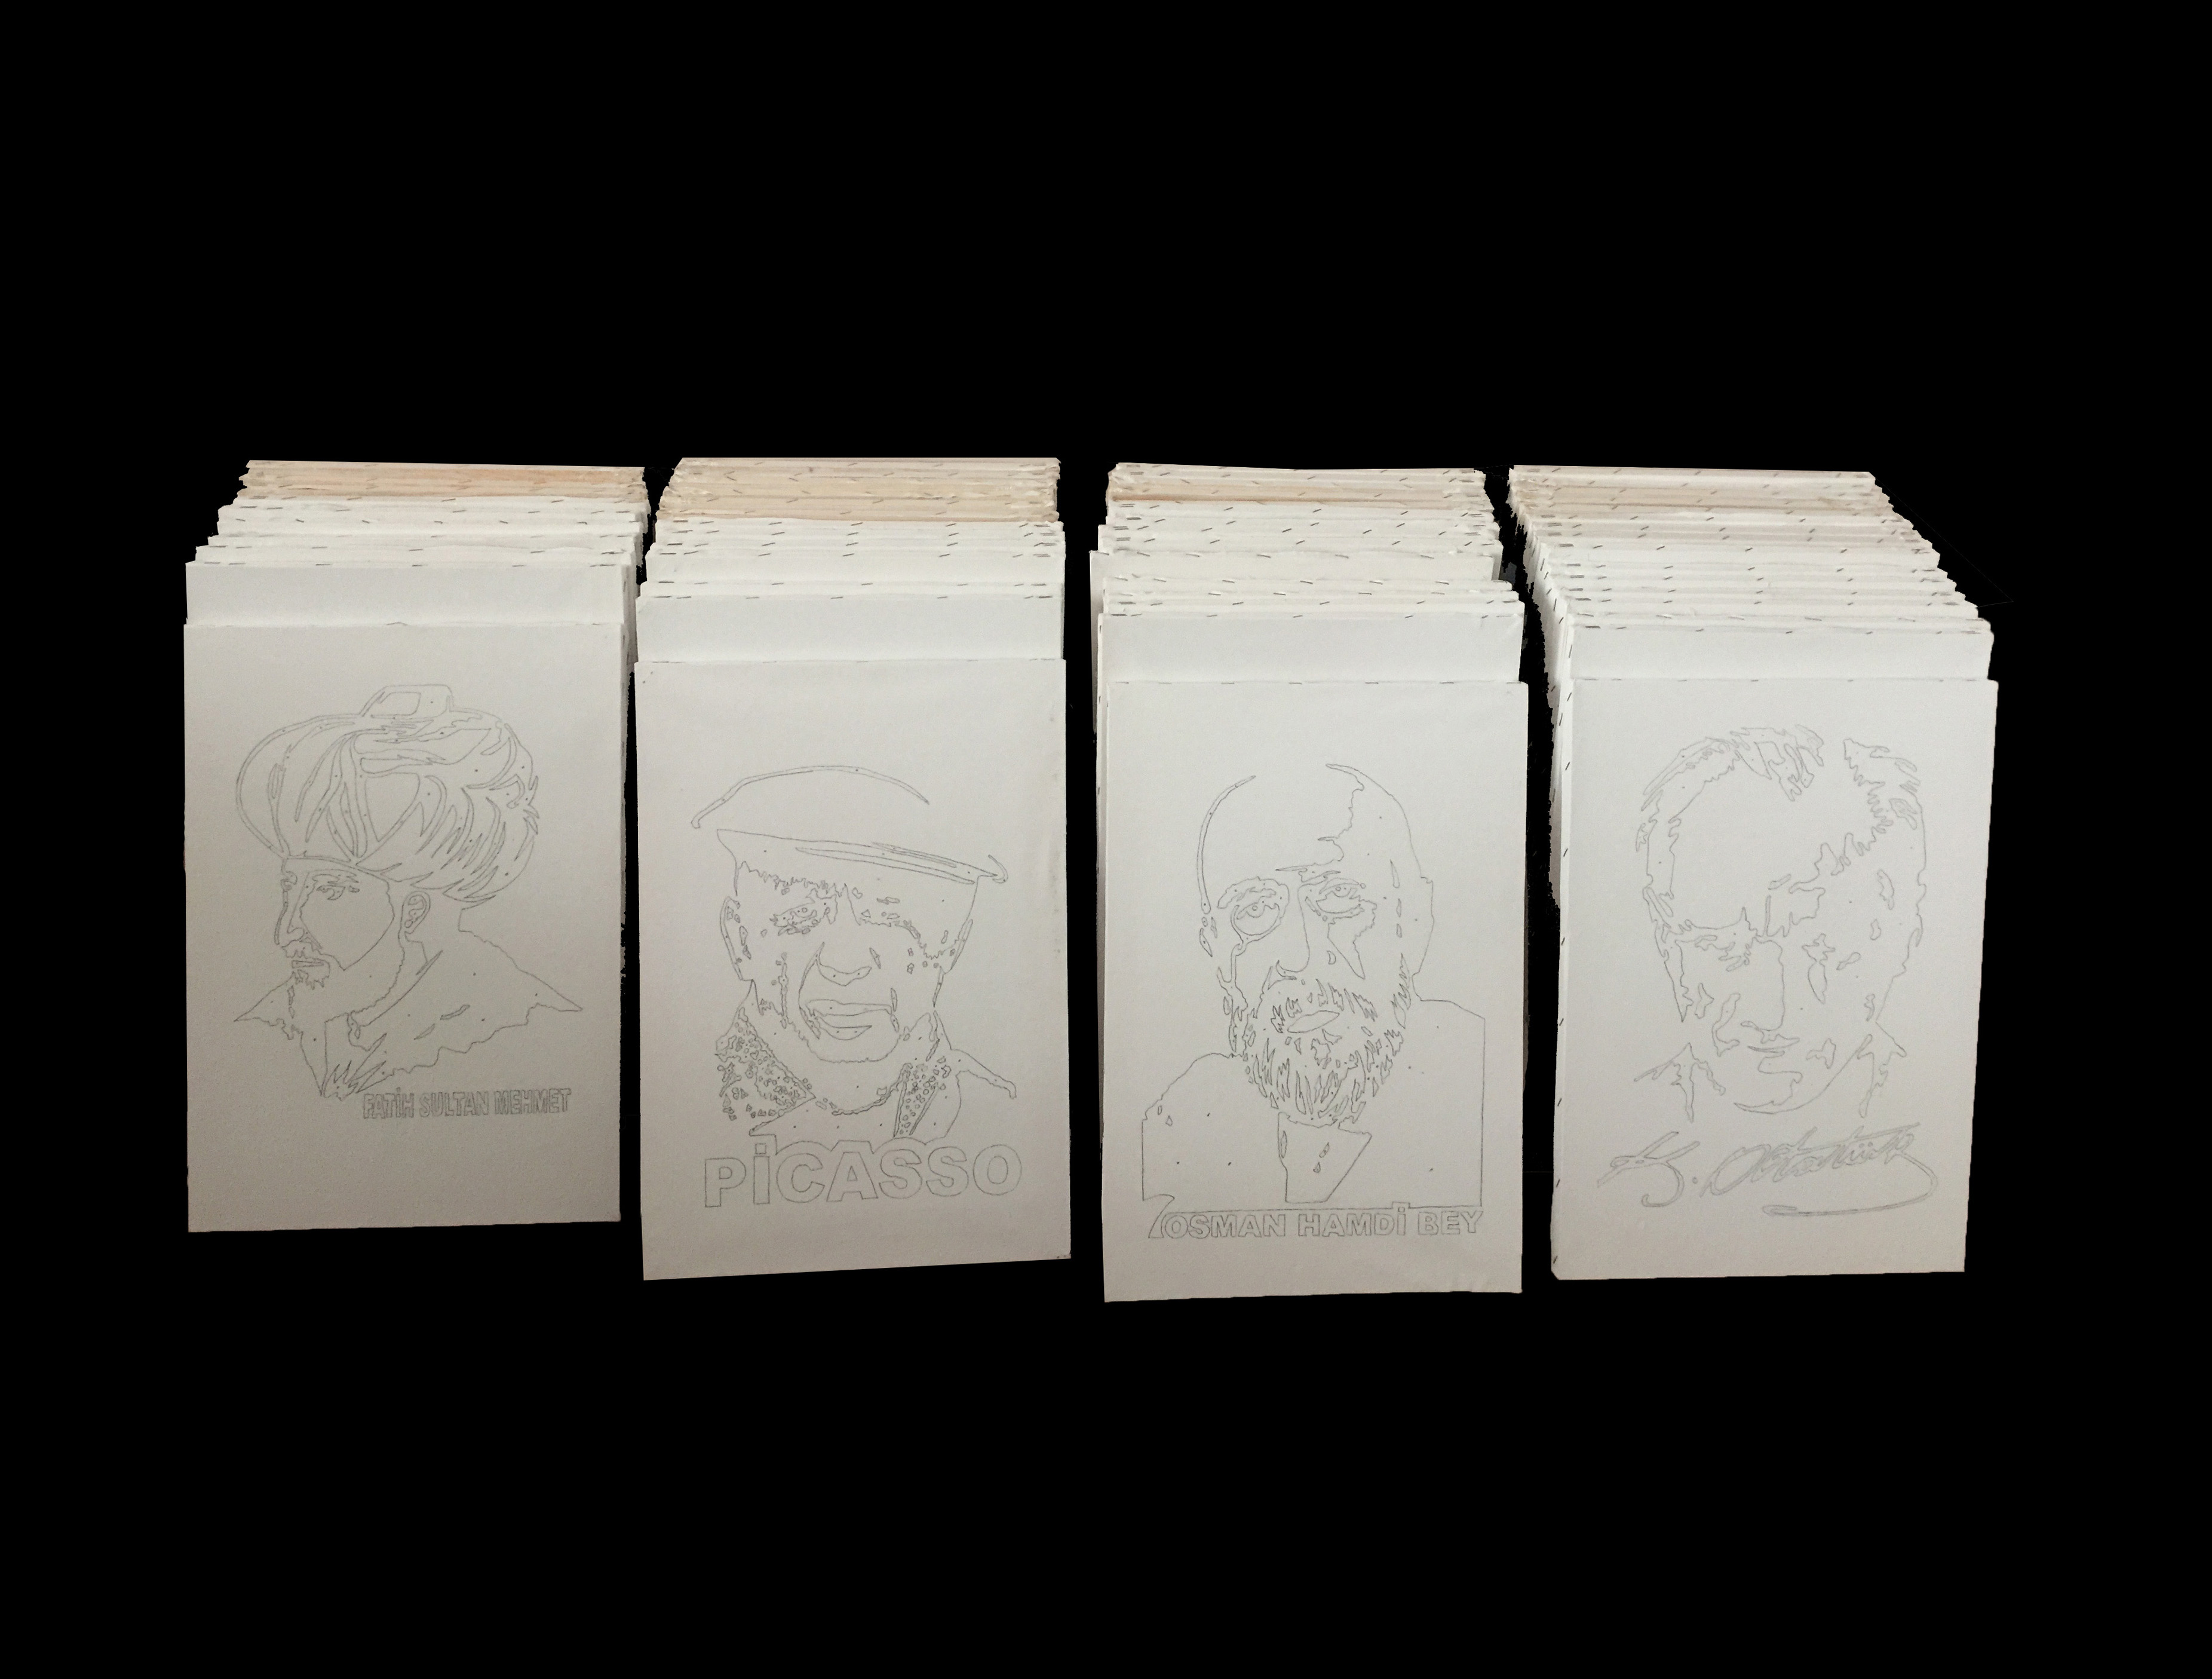 FATİH SULTAN MEHMET
PİCASSO
OSMAN HAMDİ BEY
K. Atatürk